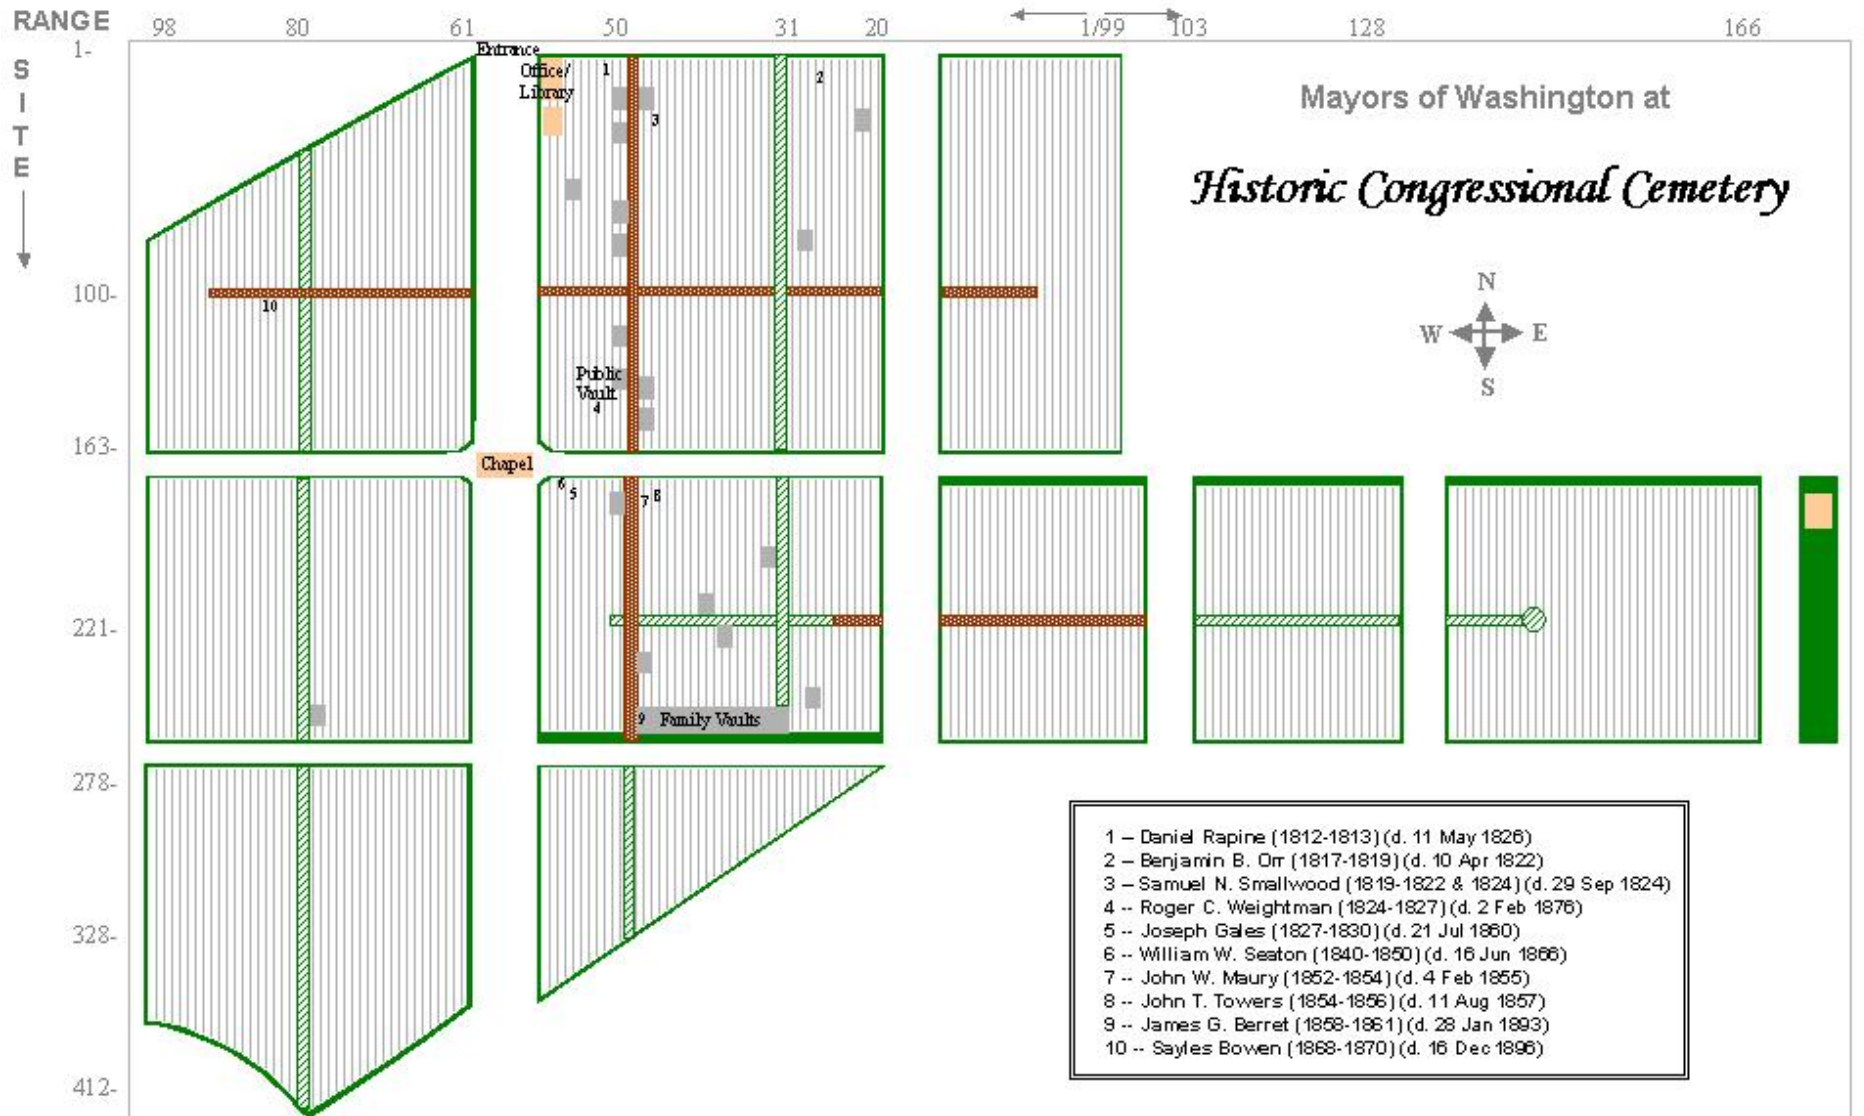 RANGE 98 80 61 50 31 20 1/99 103 128 166
1-
SITE
Entrance
Office/
Library
1
2
3
Mayors of Washington at
Historic Congressional Cemetery
100-
10
N
W E
S
Public
Vault
4
163-
Chapel
6
5
7 8
221-
9 Family Vaults
278-
328-
412-
1 – Daniel Rapine (1812-1813) (d. 11 May 1826)
2 – Benjamin B. Orr (1817-1819) (d. 10 Apr 1822)
3 – Samuel N. Smallwood (1819-1822 & 1824) (d. 29 Sep 1824)
4 -- Roger C. Weightman (1824-1827) (d. 2 Feb 1876)
5 -- Joseph Gales (1827-1830) (d. 21 Jul 1860)
6 -- William W. Seaton (1840-1850) (d. 16 Jun 1866)
7 -- John W. Maury (1852-1854) (d. 4 Feb 1855)
8 -- John T. Towers (1854-1856) (d. 11 Aug 1857)
9 -- James G. Berret (1858-1861) (d. 28 Jan 1893)
10 -- Sayles Bowen (1868-1870) (d. 16 Dec 1896)